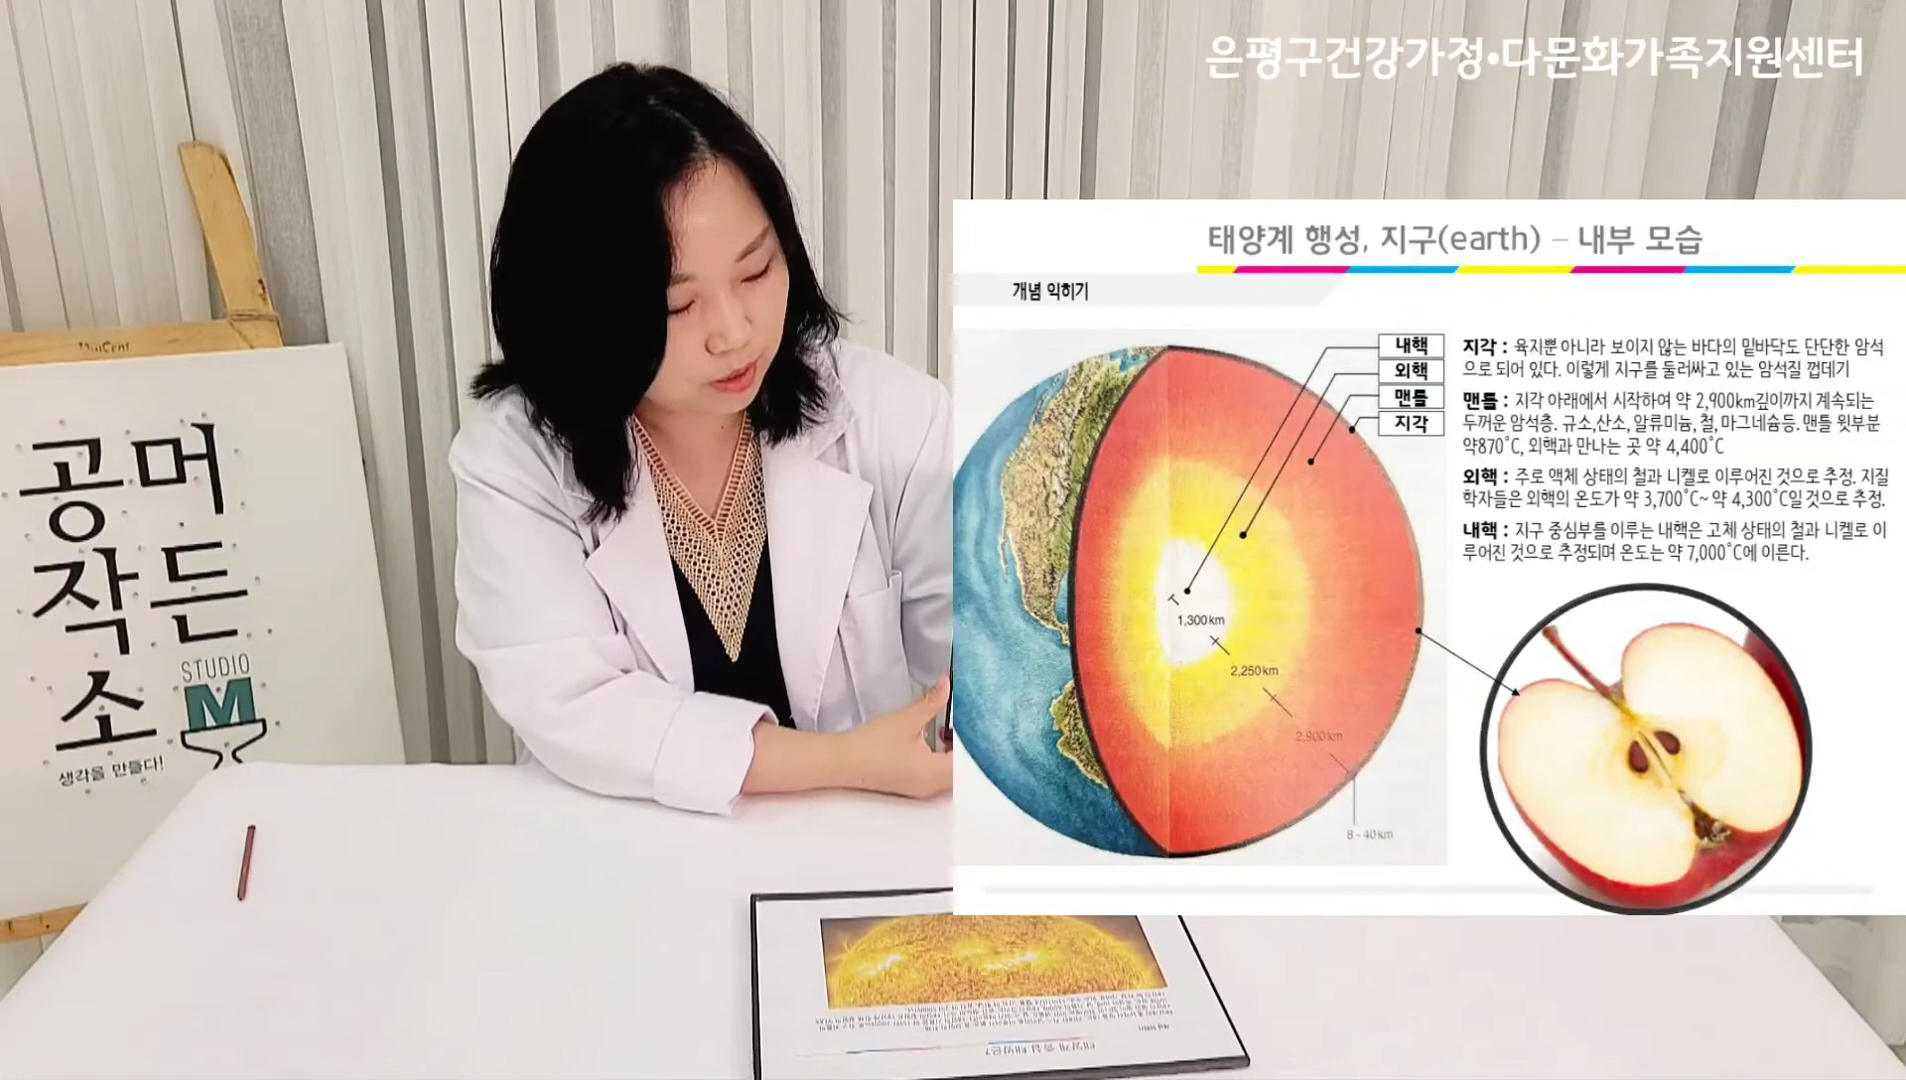 은평구건강가정•다문화가족지원센터
태양계 행성, 지구(earth) – 내부 모습
개념 익히기
내핵
외핵
맨틀
지각
1,300km
2,250km
2,900km
8~40km
지각 : 육지뿐 아니라 보이지 않는 바다의 밑바닥도 단단한 암석
으로 되어 있다. 이렇게 지구를 둘러싸고 있는 암석질 껍데기
맨틀 : 지각 아래에서 시작하여 약 2,900km깊이까지 계속되는
두꺼운 암석층. 규소,산소, 알류미늄, 철, 마그네슘등. 맨틀 윗부분
약870˚C, 외핵과 만나는 곳 약 4,400˚C
외핵 : 주로 액체 상태의 철과 니켈로 이루어진 것으로 추정. 지질
학자들은 외핵의 온도가 약 3,700˚C~ 약 4,300˚C일 것으로 추정.
내핵 : 지구 중심부를 이루는 내핵은 고체 상태의 철과 니켈로 이
루어진 것으로 추정되며 온도는 약 7,000˚C에 이른다.
공머
작든
소
STUDIO
M
생각을 만들다!
태양계 중심 태양은?